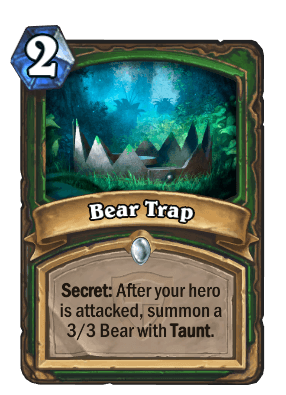 2
Bear Trap
Secret: After your hero
is attacked, summon a
3/3 Bear with Taunt.